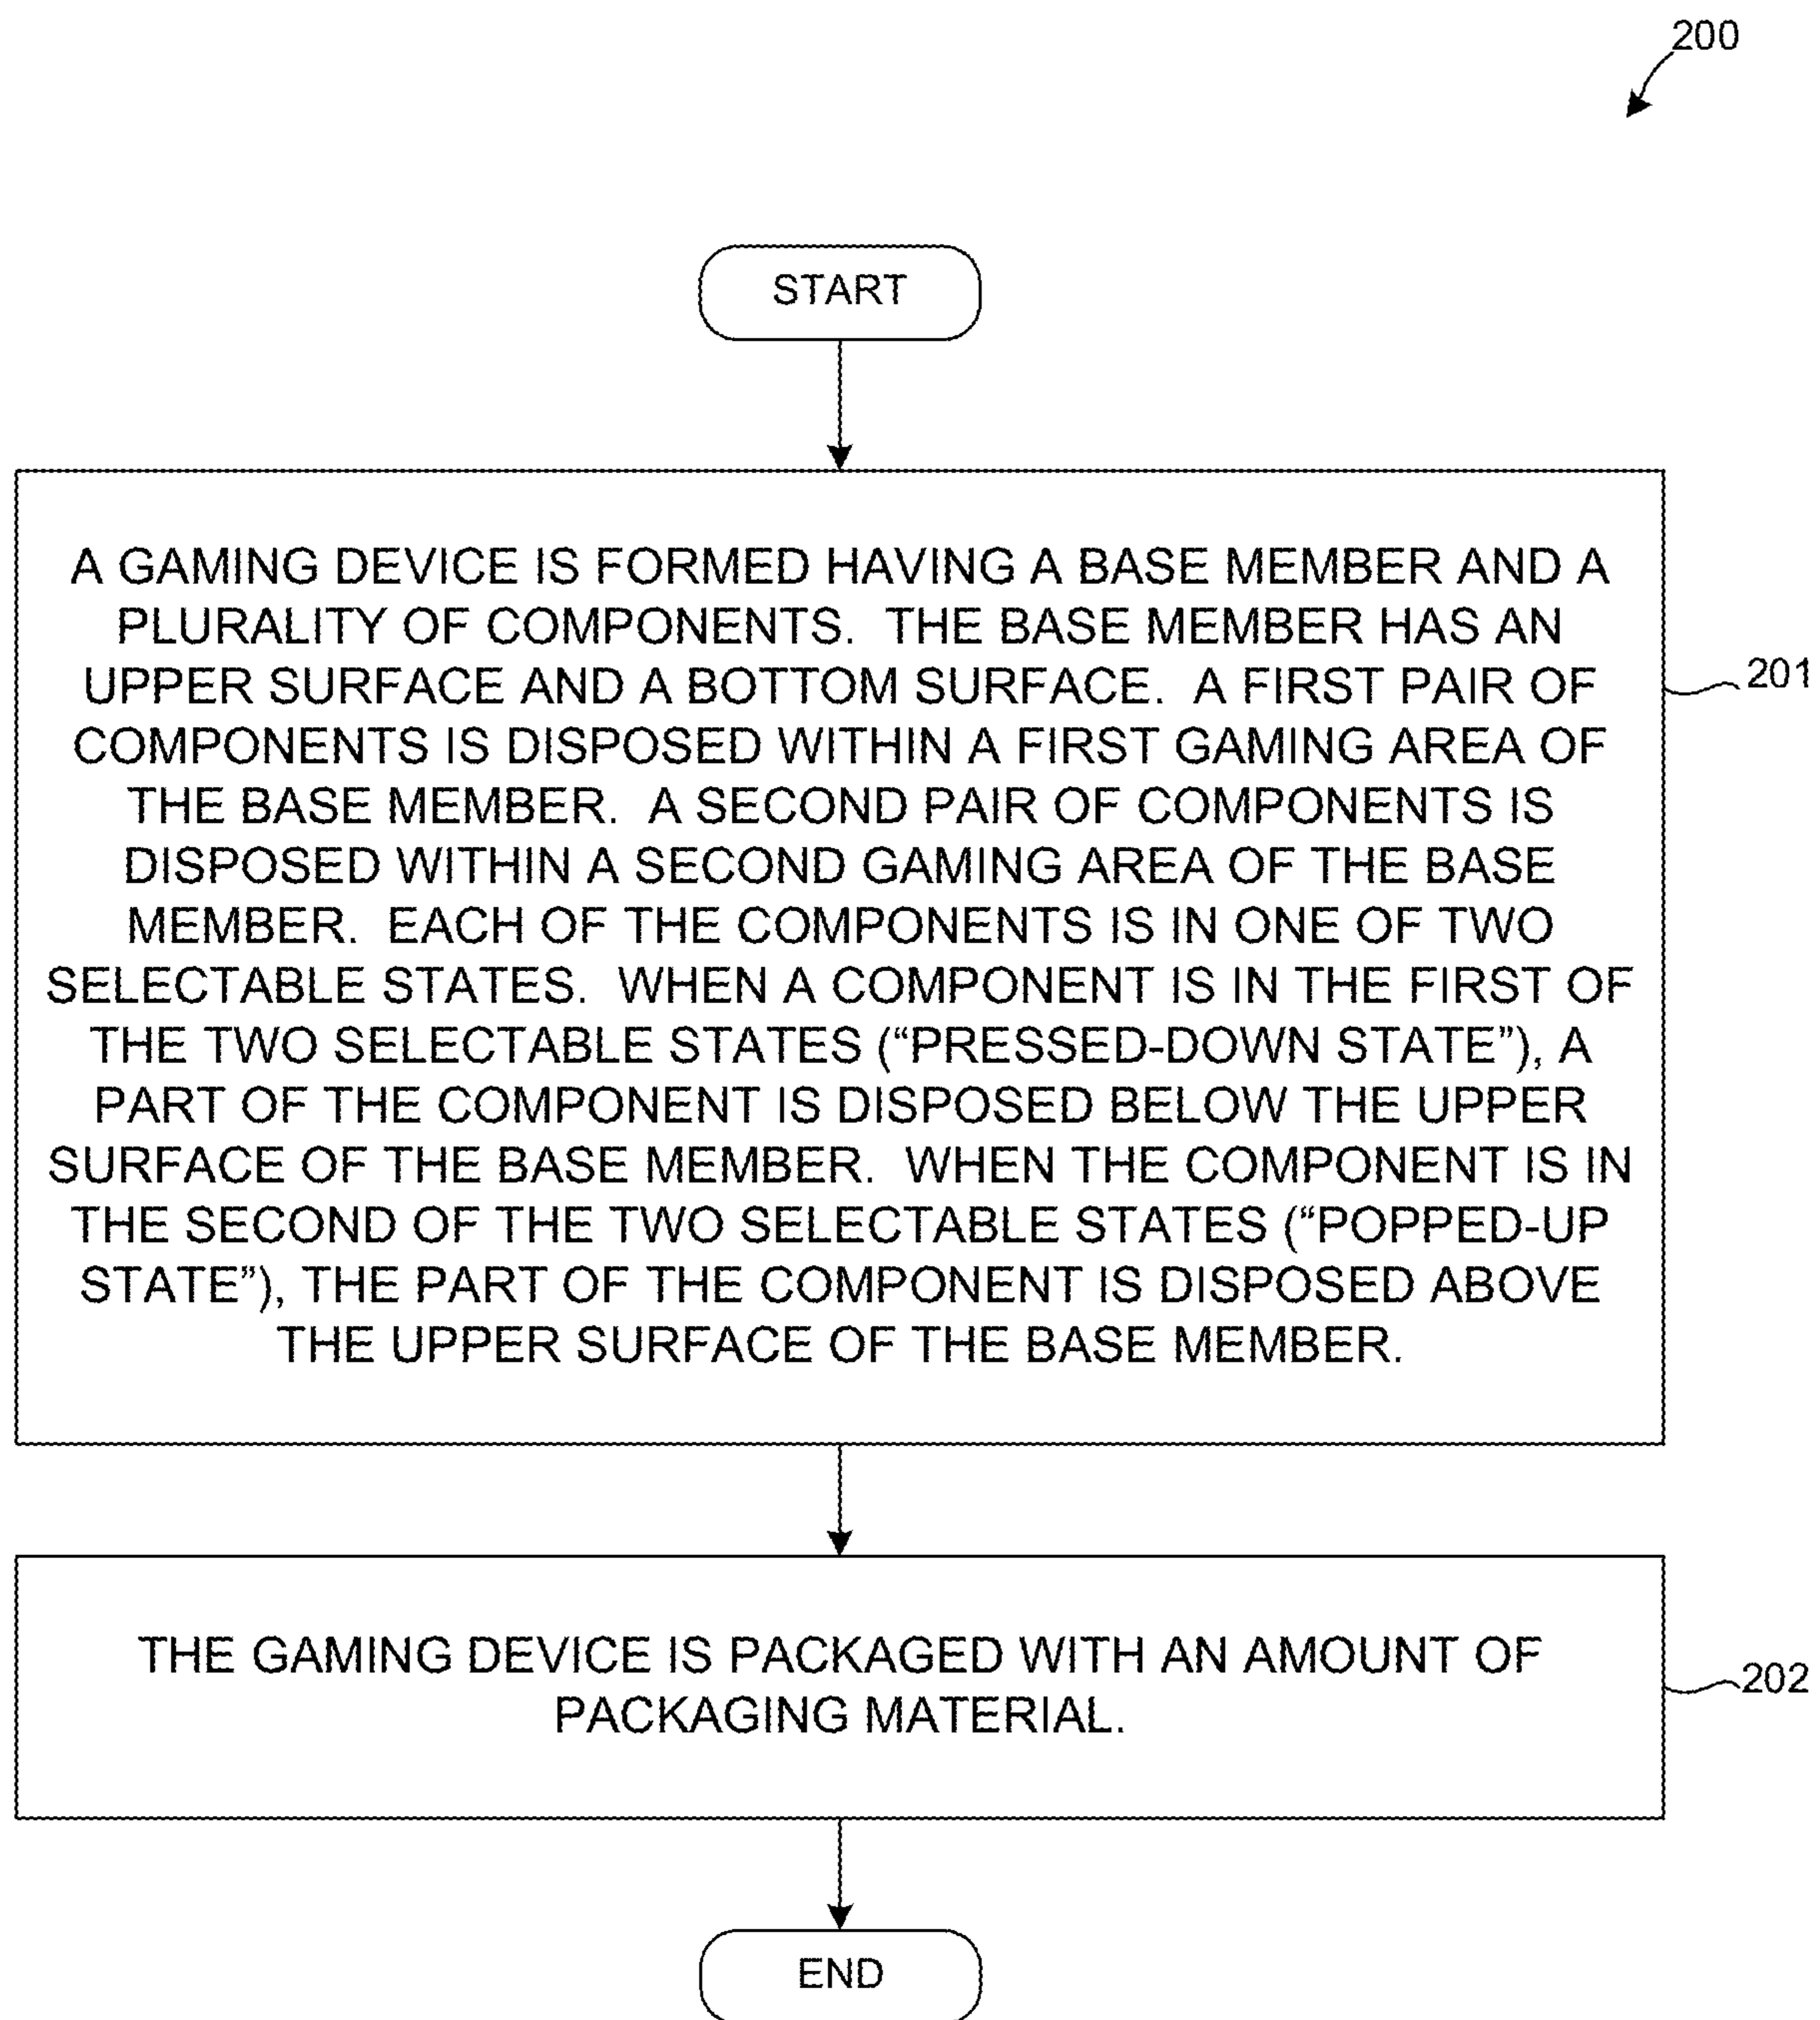 200
START
A GAMING DEVICE IS FORMED HAVING A BASE MEMBER AND A
PLURALITY OF COMPONENTS. THE BASE MEMBER HAS AN
UPPER SURFACE AND A BOTTOM SURFACE. A FIRST PAIR OF
COMPONENTS IS DISPOSED WITHIN A FIRST GAMING AREA OF
THE BASE MEMBER. A SECOND PAIR OF COMPONENTS IS
DISPOSED WITHIN A SECOND GAMING AREA OF THE BASE
MEMBER. EACH OF THE COMPONENTS IS IN ONE OF TWO
SELECTABLE STATES. WHEN A COMPONENT IS IN THE FIRST OF
THE TWO SELECTABLE STATES (“PRESSED-DOWN STATE”), A
PART OF THE COMPONENT IS DISPOSED BELOW THE UPPER
SURFACE OF THE BASE MEMBER. WHEN THE COMPONENT IS IN
THE SECOND OF THE TWO SELECTABLE STATES (“POPPED-UP
STATE”), THE PART OF THE COMPONENT IS DISPOSED ABOVE
THE UPPER SURFACE OF THE BASE MEMBER.
201
THE GAMING DEVICE IS PACKAGED WITH AN AMOUNT OF
PACKAGING MATERIAL.
202
END